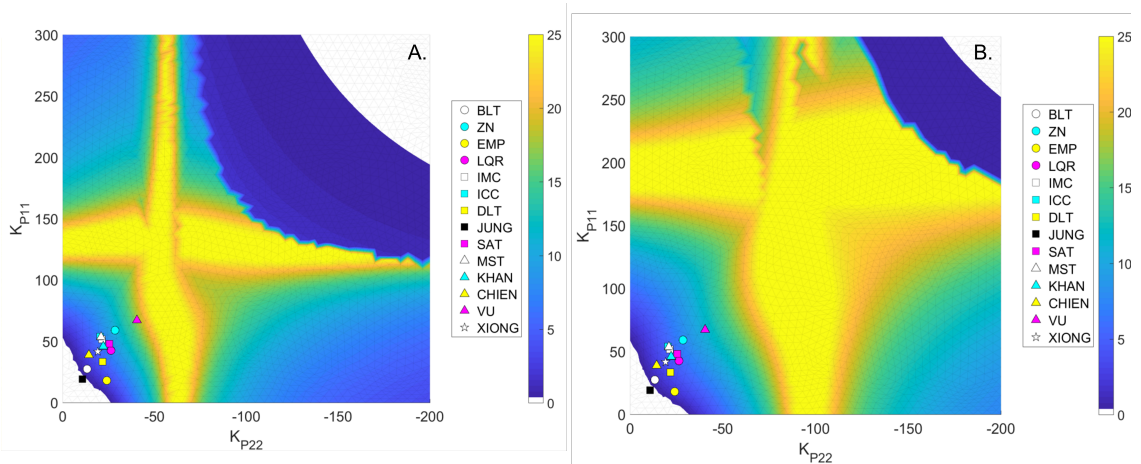 A.
300
250
200
150
100
50
0
K_P11
0
-50
-100
-150
-200
K_P22
BLT
ZN
EMP
LQR
IMC
ICC
DLT
JUNG
SAT
MST
KHAN
CHIEN
VU
XIONG
25
20
15
10
5
0
B.
300
250
200
150
100
50
0
K_P11
0
-50
-100
-150
-200
K_P22
BLT
ZN
EMP
LQR
IMC
ICC
DLT
JUNG
SAT
MST
KHAN
CHIEN
VU
XIONG
25
20
15
10
5
0